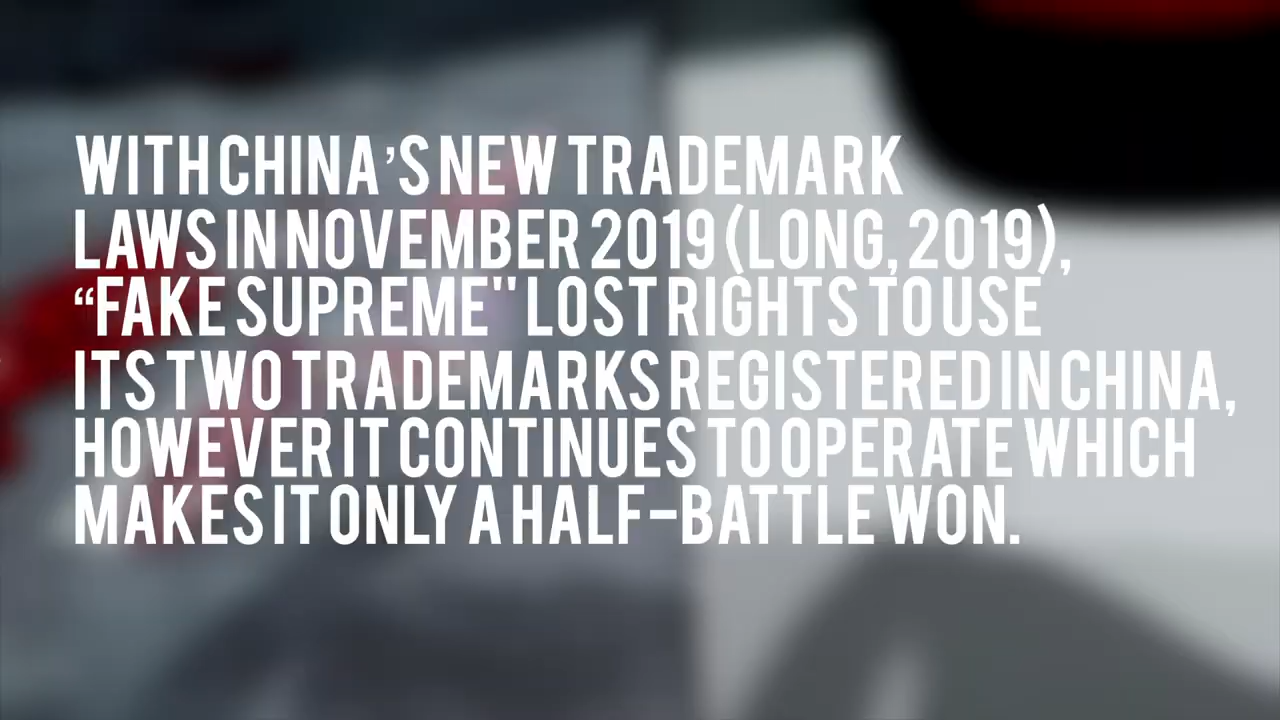 WITH CHINA'S NEW TRADEMARK
LAWS IN NOVEMBER 2019 (LONG, 2019),
“FAKE SUPREME" LOST RIGHTS TO USE
ITS TWO TRADEMARKS REGISTERED IN CHINA,
HOWEVER IT CONTINUES TO OPERATE WHICH
MAKES IT ONLY A HALF-BATTLE WON.